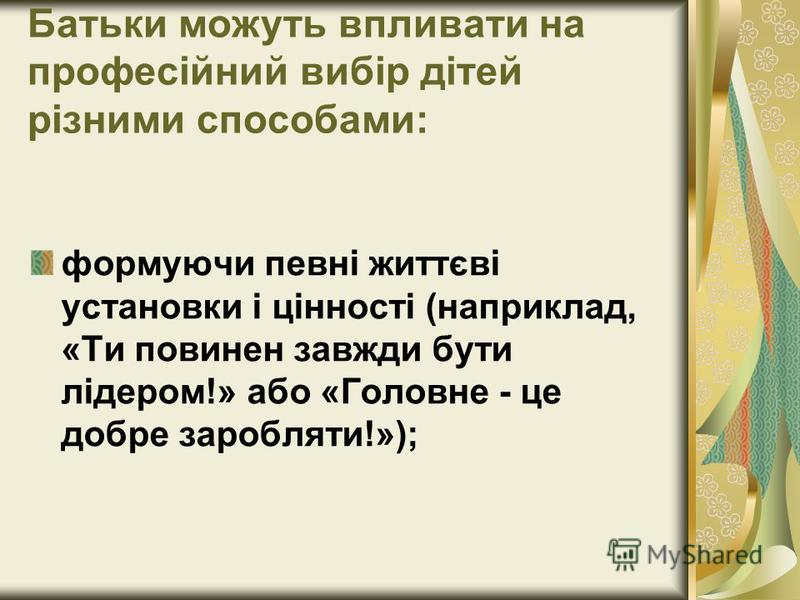 Батьки можуть впливати на
професійний вибір дітей
різними способами:
формуючи певні життєві
установки і цінності (наприклад,
«Ти повинен завжди бути
лідером!» або «Головне - це
добре заробляти!»);
MyShared